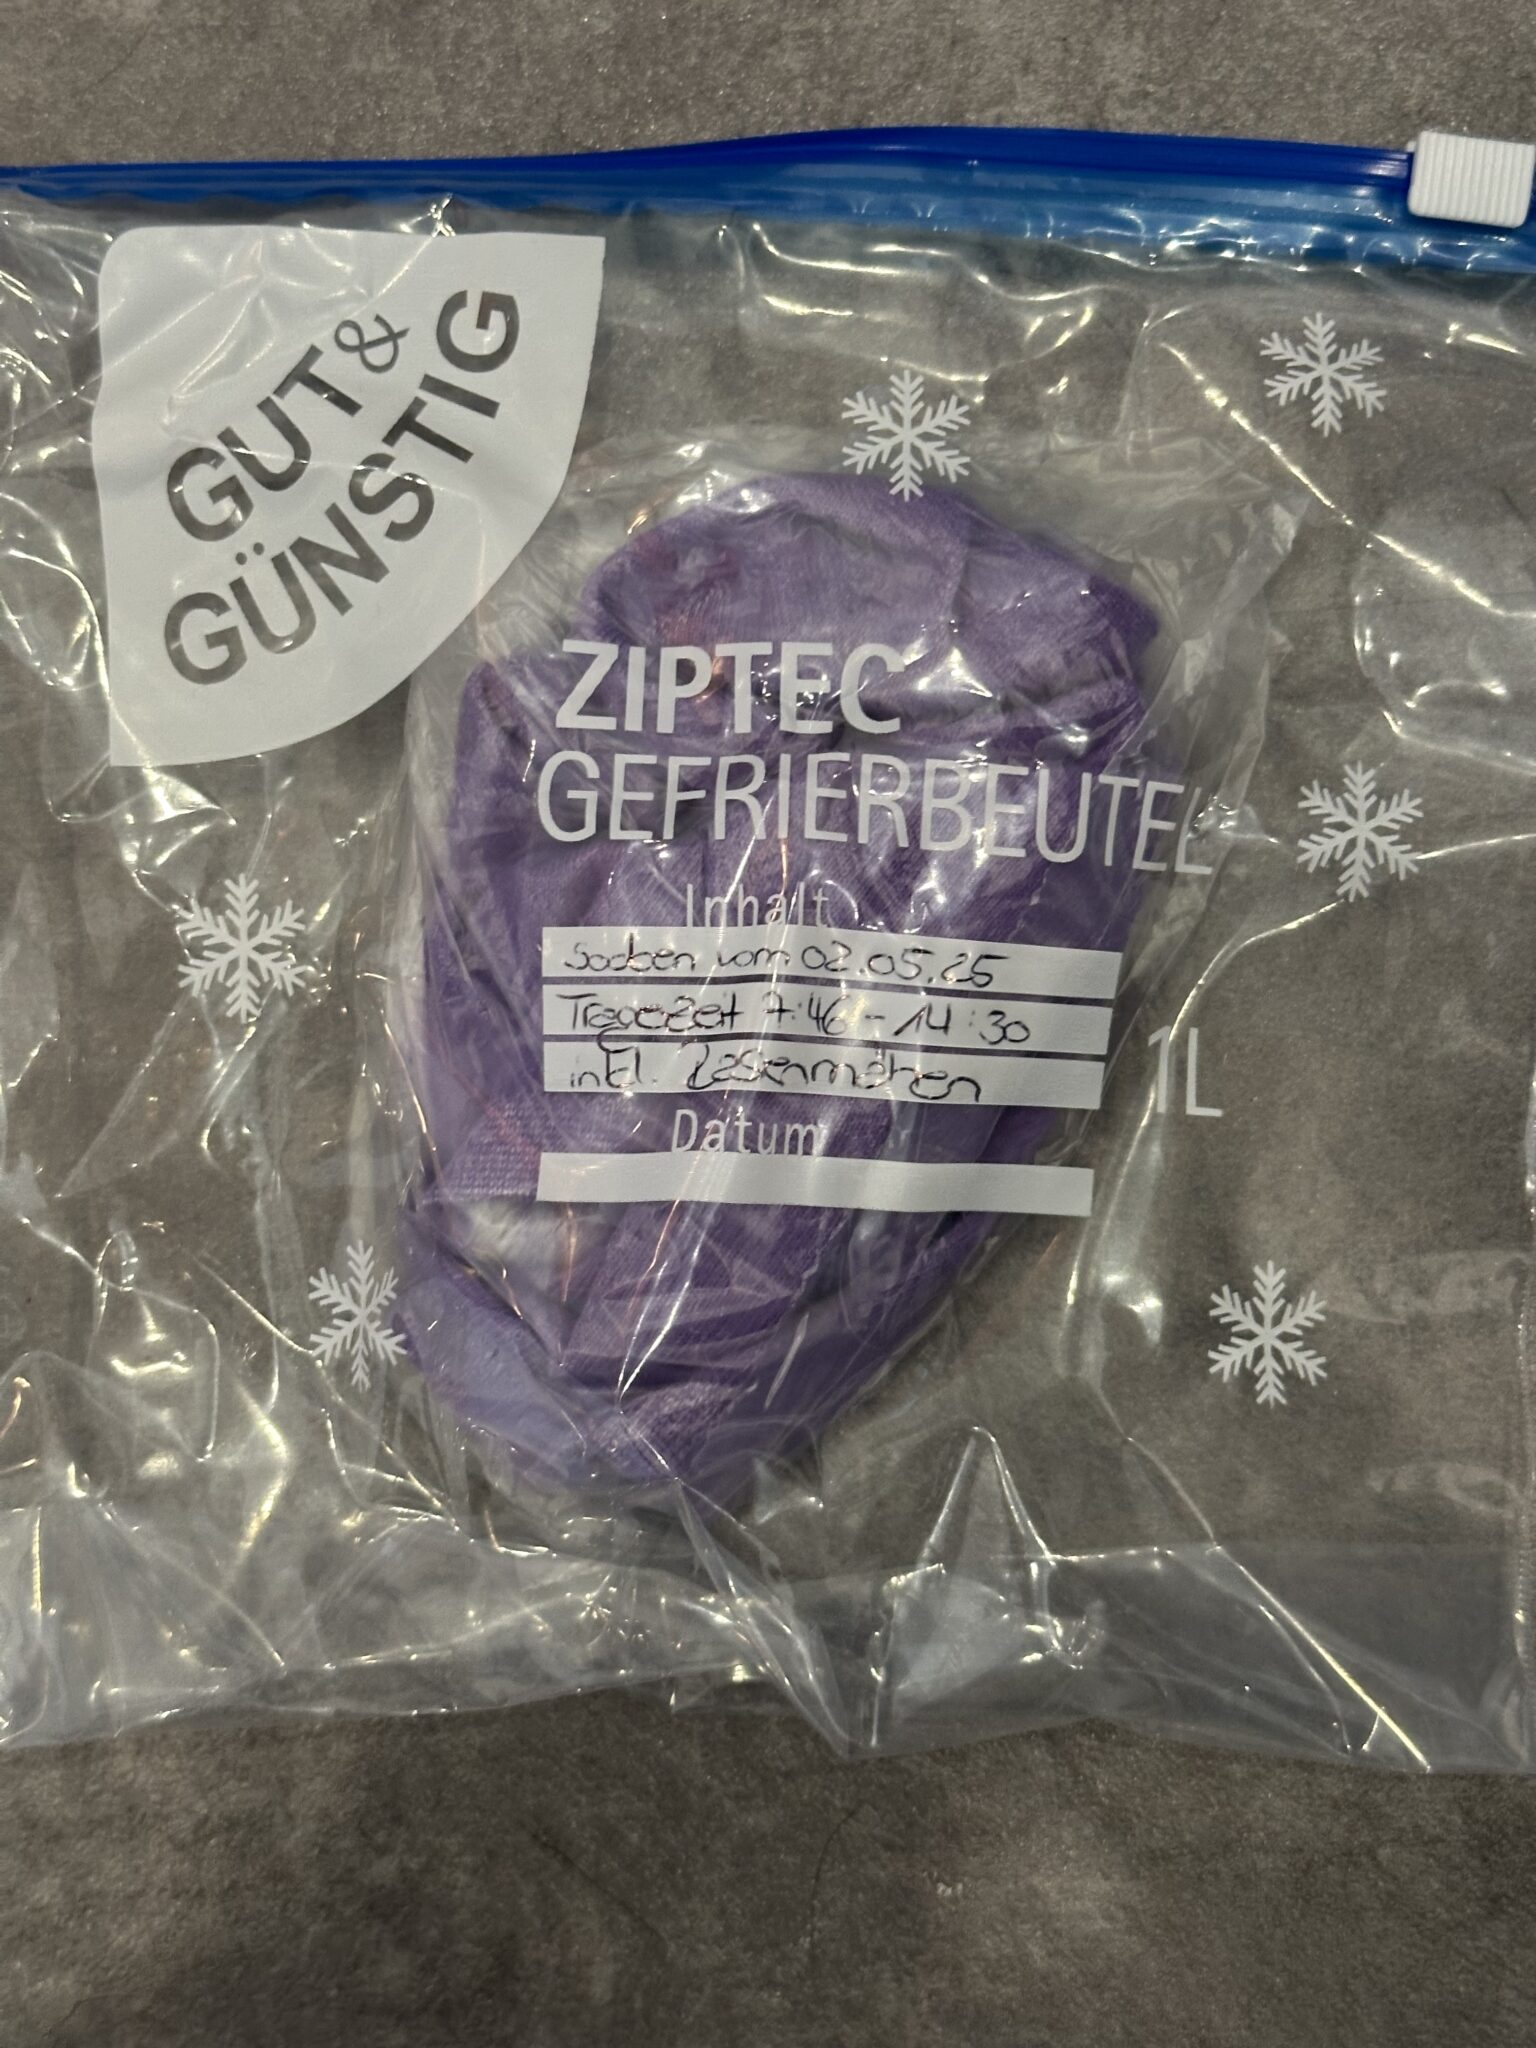 GUT &
GÜNSTIG
ZIPTEC
GEFRIERBEUTEL
Inhalt
Socken vom 02.05.25
Tragezeit 7:46 - 14:30
inkl. Rasenmähen
1L
Datum